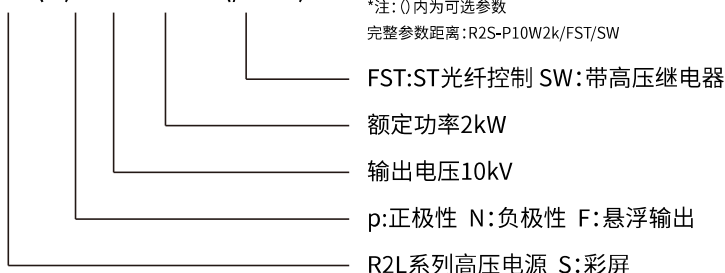 *注:()内为可选参数
完整参数距离:R2S-P10W2k/FST/SW
FST:ST光纤控制 SW:带高压继电器
额定功率2kW
输出电压10kV
p:正极性 N:负极性 F:悬浮输出
R2L系列高压电源 S:彩屏